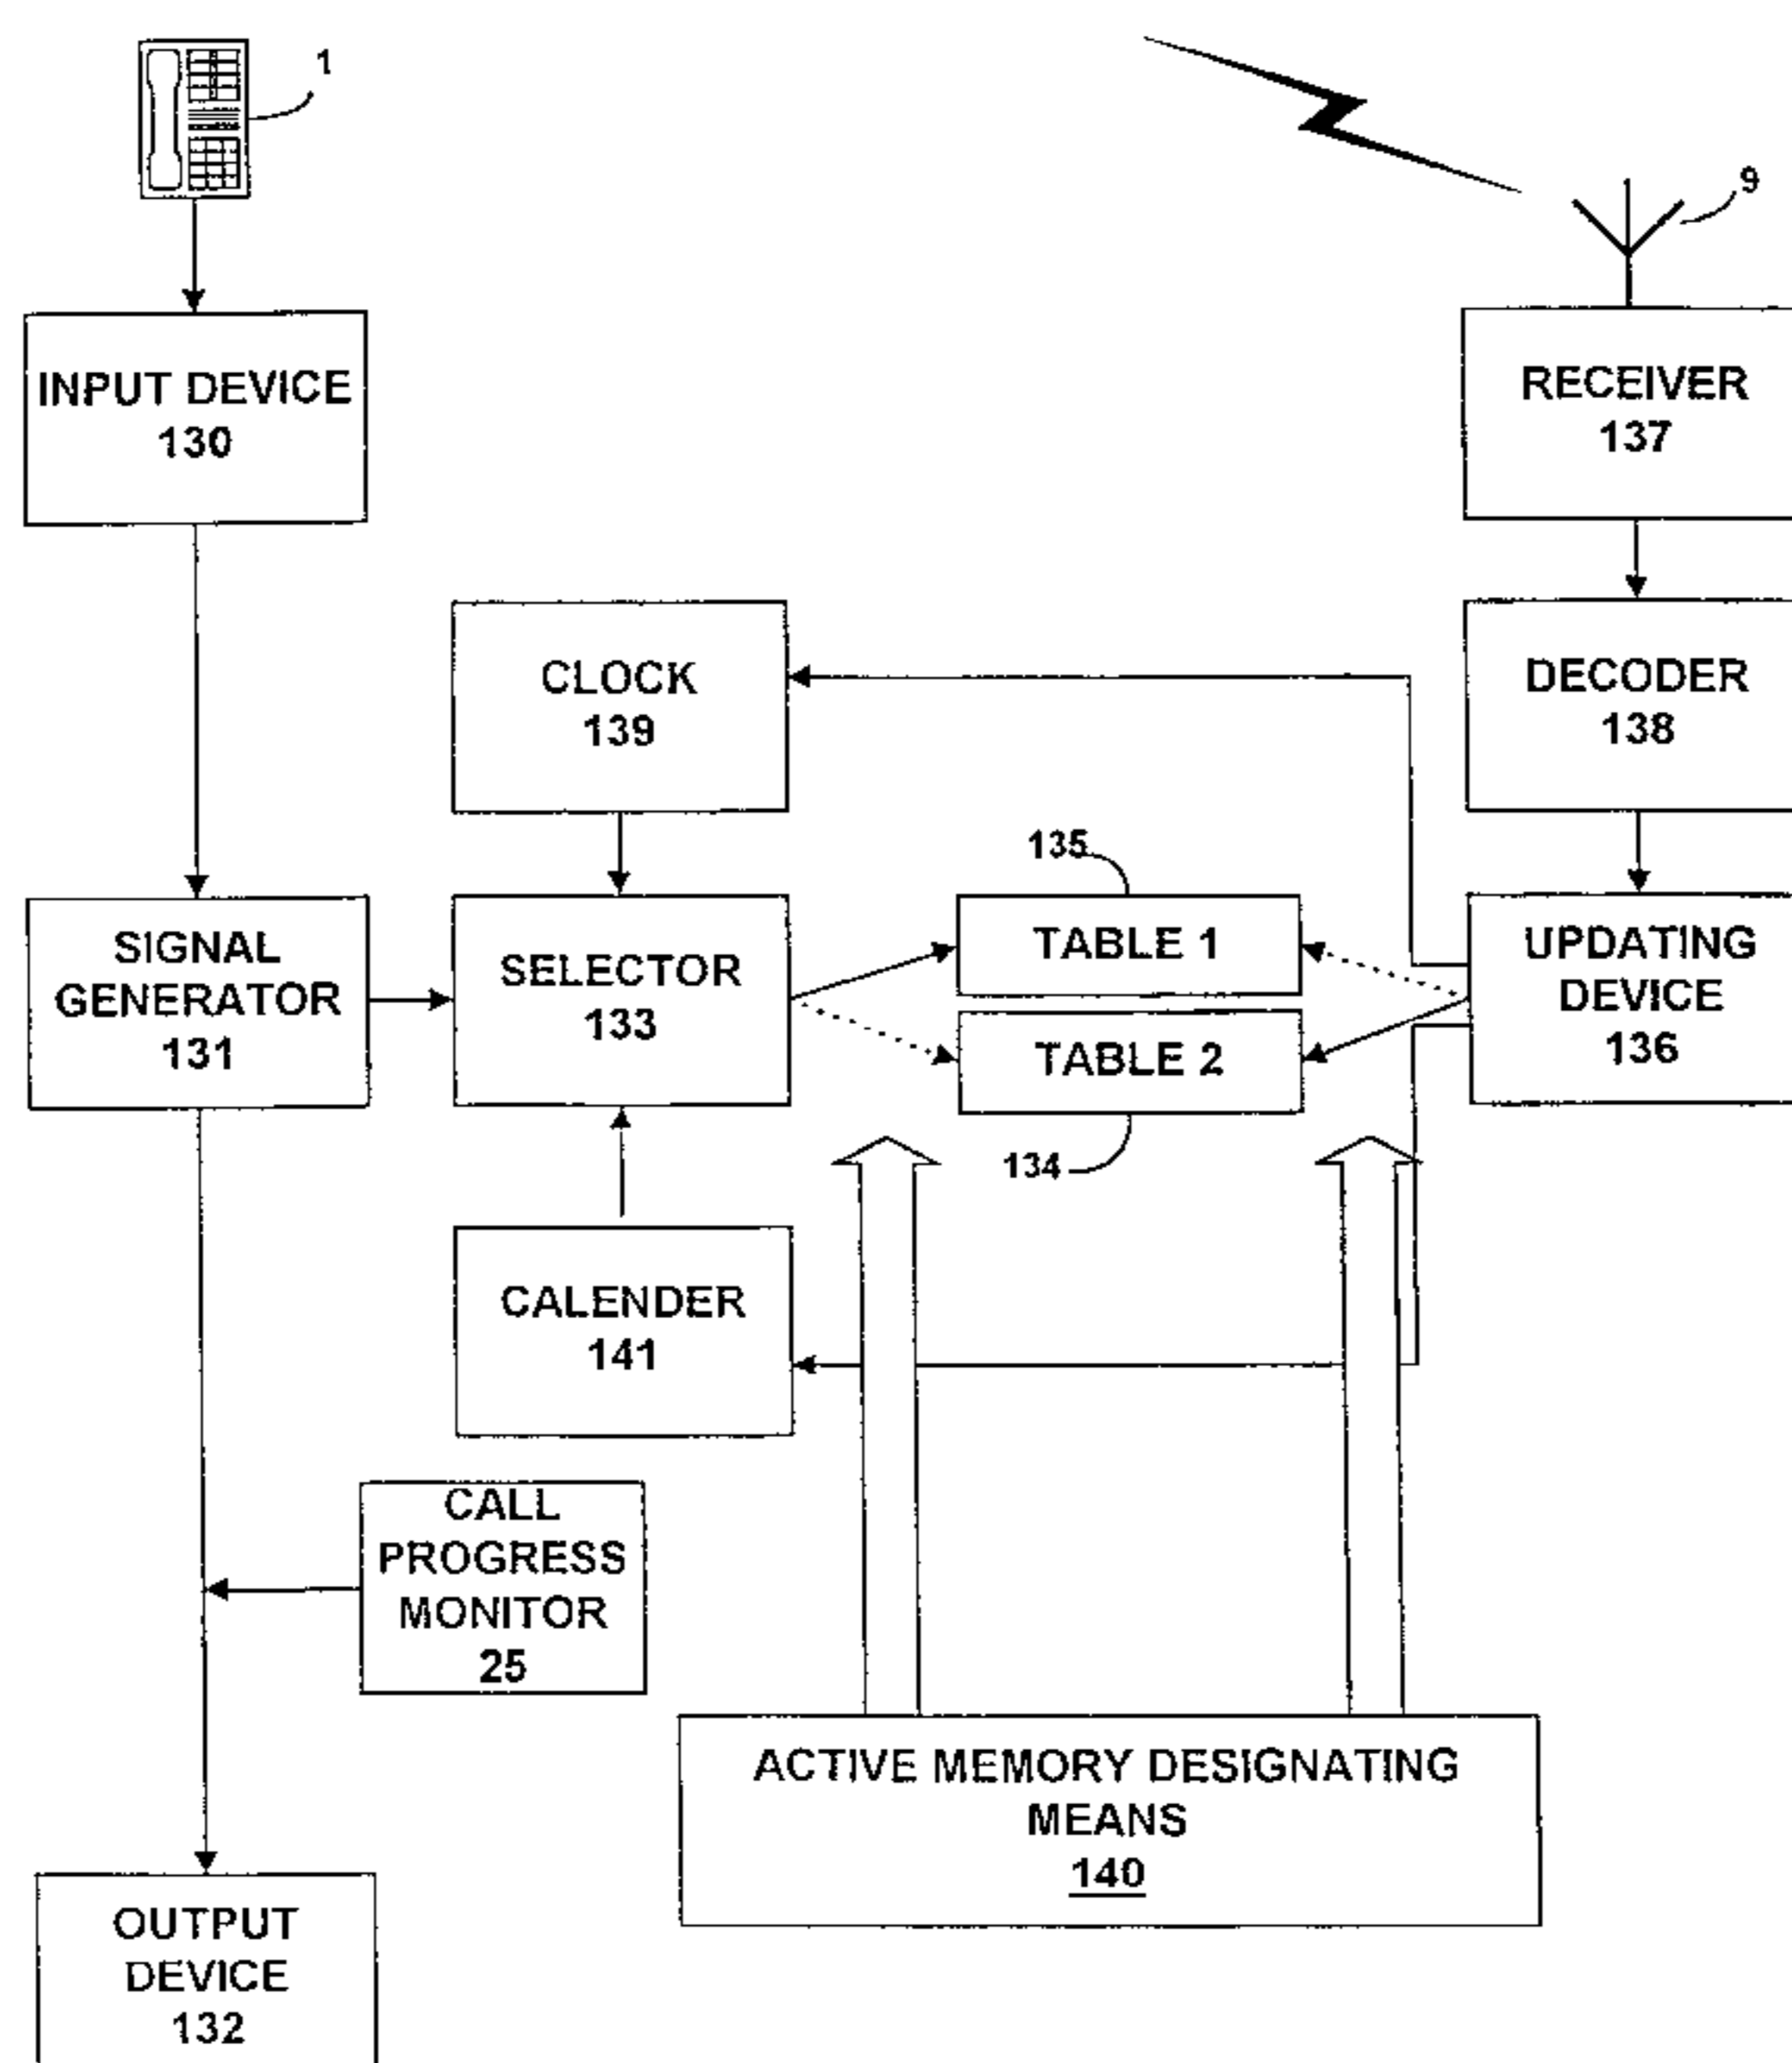 1
9
INPUT DEVICE
130
RECEIVER
137
CLOCK
139
DECODER
138
135
SIGNAL
GENERATOR
131
SELECTOR
133
TABLE 1
TABLE 2
UPDATING
DEVICE
136
134
CALENDER
141
CALL
PROGRESS
MONITOR
25
ACTIVE MEMORY DESIGNATING
MEANS
140
OUTPUT
DEVICE
132